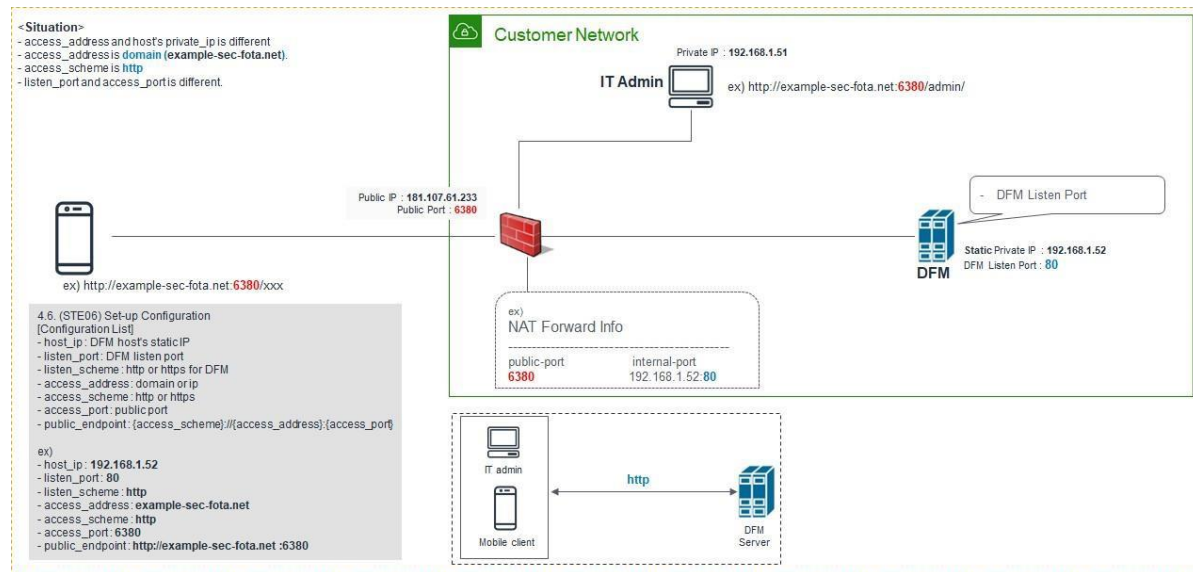 <Situation>
- access_address and host's private_ip is different
- access_address is domain (example-sec-fota.net).
- access_scheme is http
- listen_port and access_port is different.
Customer Network
Private IP : 192.168.1.51
IT Admin
ex) http://example-sec-fota.net:6380/admin/
Public IP : 181.107.61.233
Public Port : 6380
- DFM Listen Port
Static Private IP : 192.168.1.52
DFM Listen Port : 80
DFM
ex) http://example-sec-fota.net:6380/xxx
ex)
NAT Forward Info
public-port internal-port
6380 192.168.1.52:80
4.6. (STE06) Set-up Configuration
[Configuration List]
- host_ip : DFM host's static IP
- listen_port: DFM listen port
- listen_scheme : http or https for DFM
- access_address : domain or ip
- access_scheme : http or https
- access_port : public port
- public_endpoint : {access_scheme}://{access_address}:{access_port}
ex)
- host_ip : 192.168.1.52
- listen_port : 80
- listen_scheme : http
- access_address : example-sec-fota.net
- access_scheme : http
- access_port : 6380
- public_endpoint : http://example-sec-fota.net :6380
IT admin
http
Mobile client
DFM
Server